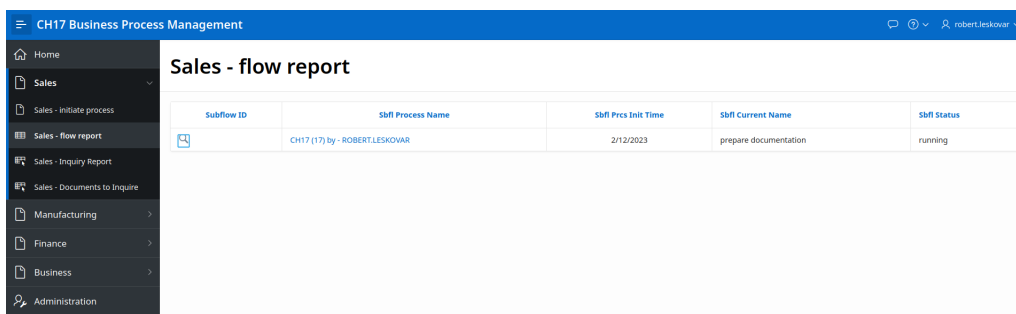 CH17 Business Process Management
robert.leskovar
Home
Sales
Sales - initiate process
Sales - flow report
Sales - Inquiry Report
Sales - Documents to Inquire
Manufacturing
Finance
Business
Administration
Sales - flow report
Subflow ID Sbfl Process Name Sbfl Prcs Init Time Sbfl Current Name Sbfl Status
CH17 (17) by - ROBERT.LESKOVAR 2/12/2023 prepare documentation running